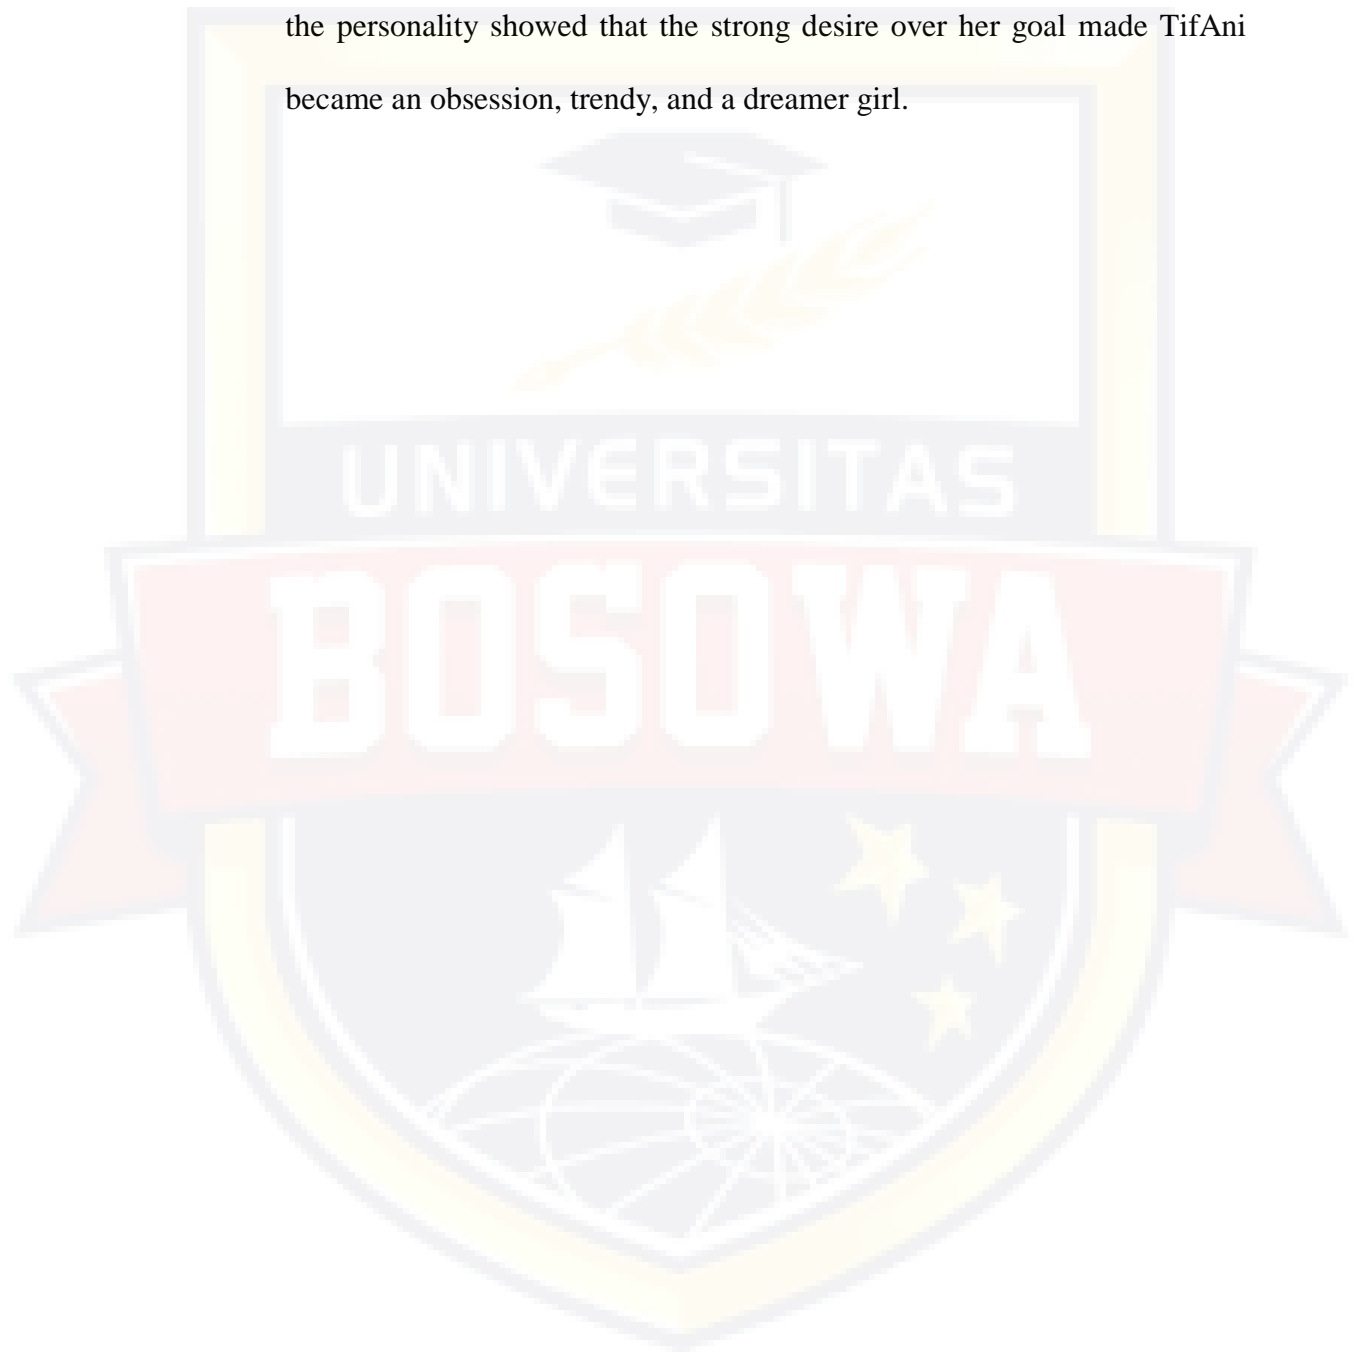 the personality showed that the strong desire over her goal made TifAni
became an obsession, trendy, and a dreamer girl.
UNIVERSITAS
BOSOWA